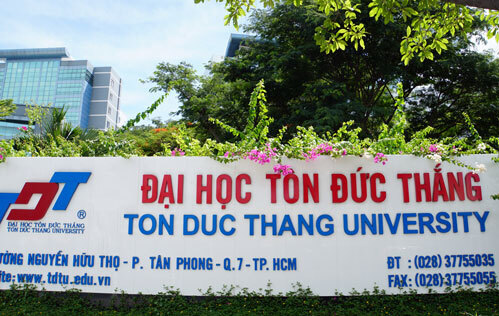 TDT
®
ĐẠI HỌC TÔN ĐỨC THẮNG
TON DUC THANG UNIVERSITY
ĐẠI HỌC TÔN ĐỨC THẮNG
TON DUC THANG UNIVERSITY
ƯỜNG NGUYỄN HỮU THỌ - P. TÂN PHONG - Q.7 - TP. HCM
ĐT : (028) 37755035
ite: www.tdtu.edu.vn
FAX: (028) 37755055